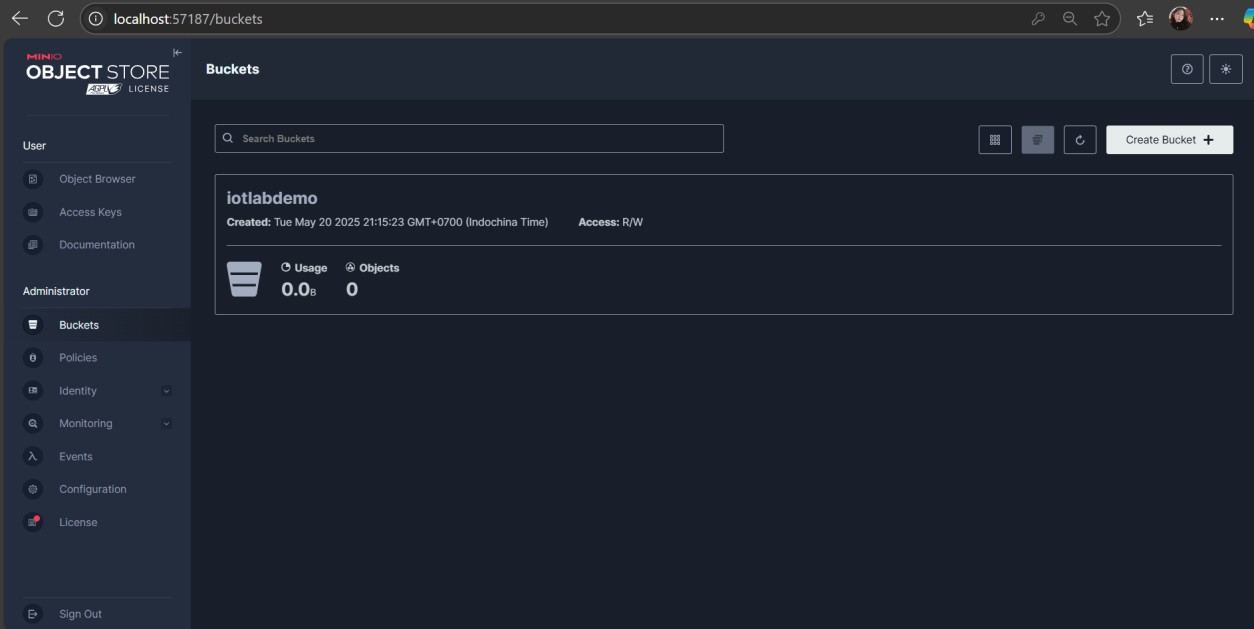 localhost:57187/buckets
MINIO
OBJECT STORE
AGPLv3 LICENSE
Buckets
User
Object Browser
Access Keys
Documentation
Administrator
Buckets
Policies
Identity
Monitoring
Events
Configuration
License
Sign Out
Search Buckets
Create Bucket +
iotlabdemo
Created: Tue May 20 2025 21:15:23 GMT+0700 (Indochina Time) Access: R/W
Usage Objects
0.0B 0